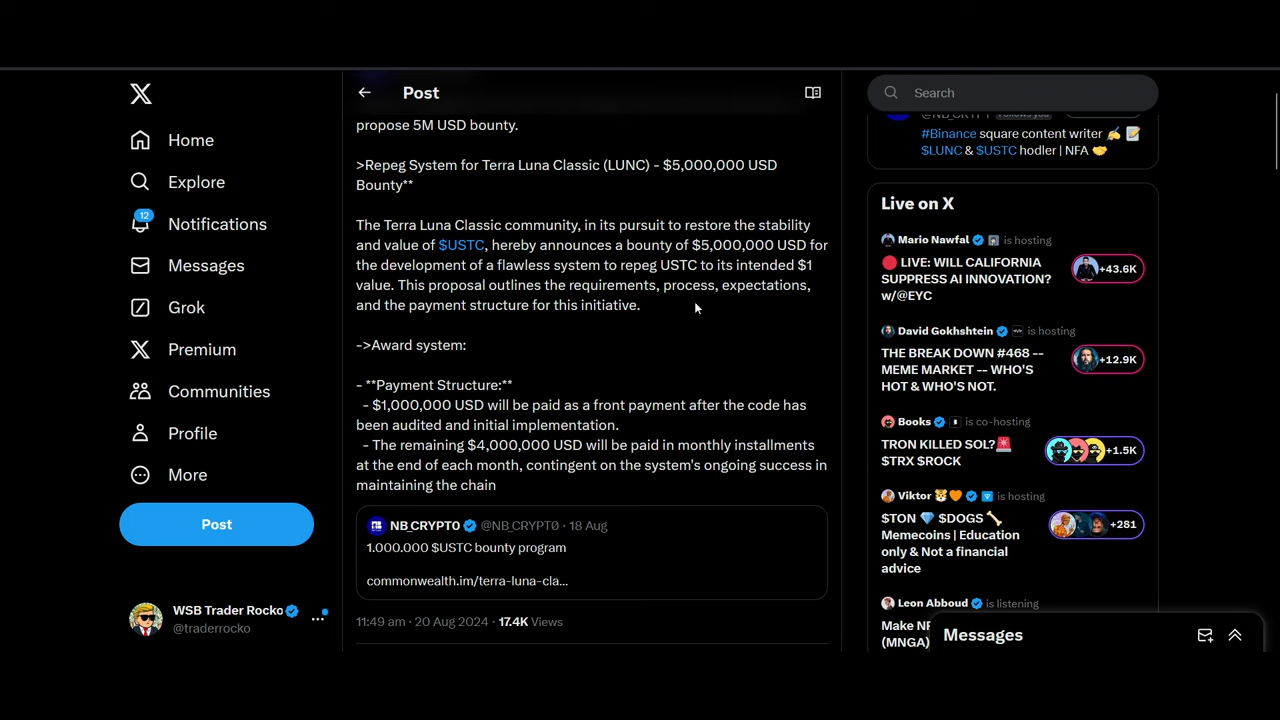 Home
Explore
12
Notifications
Messages
Grok
Premium
Communities
Profile
More
Post
WSB Trader Rocko
@traderrocko
Post
propose 5M USD bounty.
>Repeg System for Terra Luna Classic (LUNC) - $5,000,000 USD
Bounty**
The Terra Luna Classic community, in its pursuit to restore the stability
and value of $USTC, hereby announces a bounty of $5,000,000 USD for
the development of a flawless system to repeg USTC to its intended $1
value. This proposal outlines the requirements, process, expectations,
and the payment structure for this initiative.
->Award system:
- **Payment Structure:**
- $1,000,000 USD will be paid as a front payment after the code has
been audited and initial implementation.
- The remaining $4,000,000 USD will be paid in monthly installments
at the end of each month, contingent on the system's ongoing success in
maintaining the chain
NB CRYPTO @NB_CRYPT0 · 18 Aug
1.000.000 $USTC bounty program
commonwealth.im/terra-luna-cla...
11:49 am · 20 Aug 2024 · 17.4K Views
Search
#Binance square content writer ✍️ 📝
$LUNC & $USTC hodler | NFA 🤝
Live on X
Mario Nawfal is hosting
🔴 LIVE: WILL CALIFORNIA
SUPPRESS AI INNOVATION?
w/@EYC
+43.6K
David Gokhshtein is hosting
THE BREAK DOWN #468 --
MEME MARKET -- WHO'S
HOT & WHO'S NOT.
+12.9K
Books is co-hosting
TRON KILLED SOL?🚨
$TRX $ROCK
+1.5K
Viktor 🐯🧡 is hosting
$TON 💎 $DOGS 🦴
Memecoins | Education
only & Not a financial
advice
+281
Leon Abboud is listening
Make NF
(MNGA)
Messages